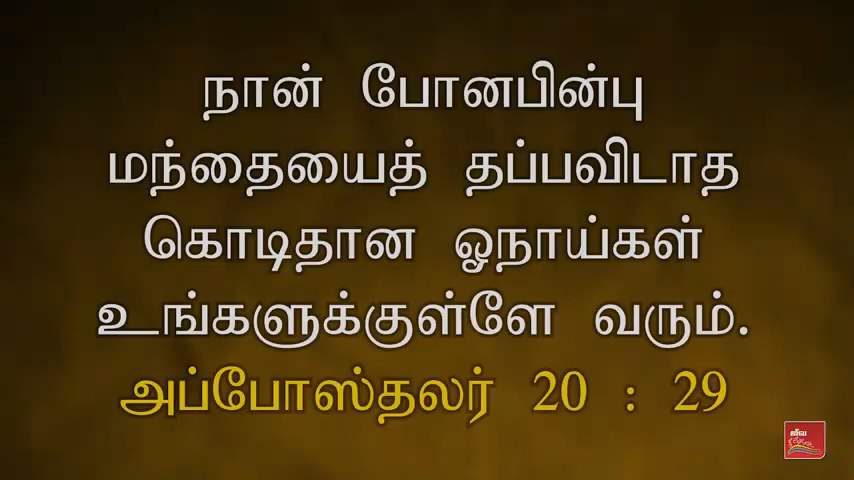 நான் போனபின்பு
மந்தையைத் தப்பவிடாத
கொடிதான ஓநாய்கள்
உங்களுக்குள்ளே வரும்.
அப்போஸ்தலர் 20 : 29
ஜீவ